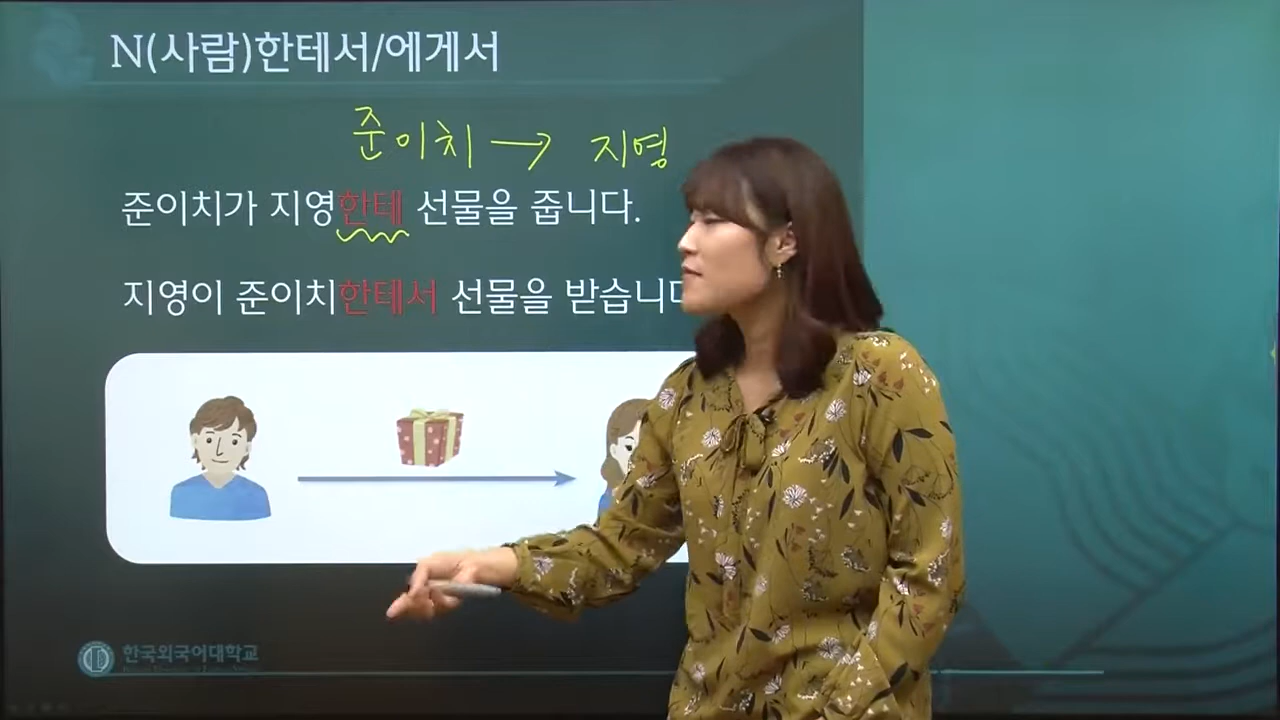 N(사람)한테서/에게서
준이치 → 지영
준이치가 지영한테 선물을 줍니다.
지영이 준이치한테서 선물을 받습니
한국외국어대학교